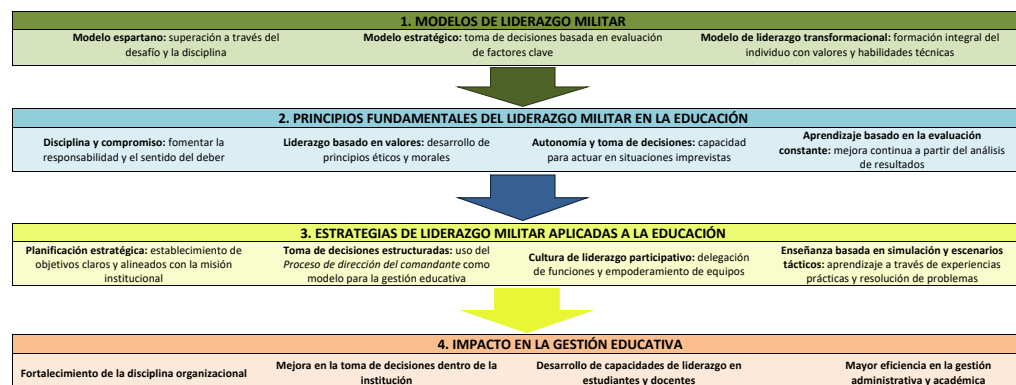 1. MODELOS DE LIDERAZGO MILITAR
Modelo espartano: superación a través del
desafío y la disciplina
Modelo estratégico: toma de decisiones basada en evaluación
de factores clave
Modelo de liderazgo transformacional: formación integral del
individuo con valores y habilidades técnicas
2. PRINCIPIOS FUNDAMENTALES DEL LIDERAZGO MILITAR EN LA EDUCACIÓN
Disciplina y compromiso: fomentar la
responsabilidad y el sentido del deber
Liderazgo basado en valores: desarrollo de
principios éticos y morales
Autonomía y toma de decisiones: capacidad
para actuar en situaciones imprevistas
Aprendizaje basado en la evaluación
constante: mejora continua a partir del análisis
de resultados
3. ESTRATEGIAS DE LIDERAZGO MILITAR APLICADAS A LA EDUCACIÓN
Planificación estratégica: establecimiento de
objetivos claros y alineados con la misión
institucional
Toma de decisiones estructuradas: uso del
Proceso de dirección del comandante como
modelo para la gestión educativa
Cultura de liderazgo participativo: delegación
de funciones y empoderamiento de equipos
Enseñanza basada en simulación y escenarios
tácticos: aprendizaje a través de experiencias
prácticas y resolución de problemas
4. IMPACTO EN LA GESTIÓN EDUCATIVA
Fortalecimiento de la disciplina organizacional
Mejora en la toma de decisiones dentro de la
institución
Desarrollo de capacidades de liderazgo en
estudiantes y docentes
Mayor eficiencia en la gestión
administrativa y académica